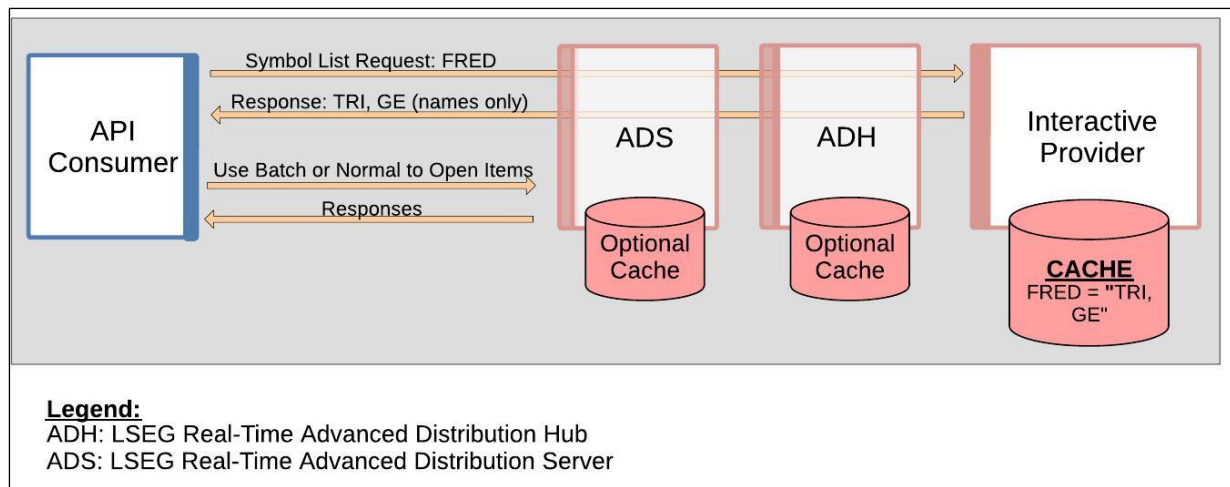 Symbol List Request: FRED
Response: TRI, GE (names only)
API
Consumer
Use Batch or Normal to Open Items
Responses
ADS
Optional
Cache
ADH
Optional
Cache
Interactive
Provider
CACHE
FRED = "TRI,
GE"
Legend:
ADH: LSEG Real-Time Advanced Distribution Hub
ADS: LSEG Real-Time Advanced Distribution Server